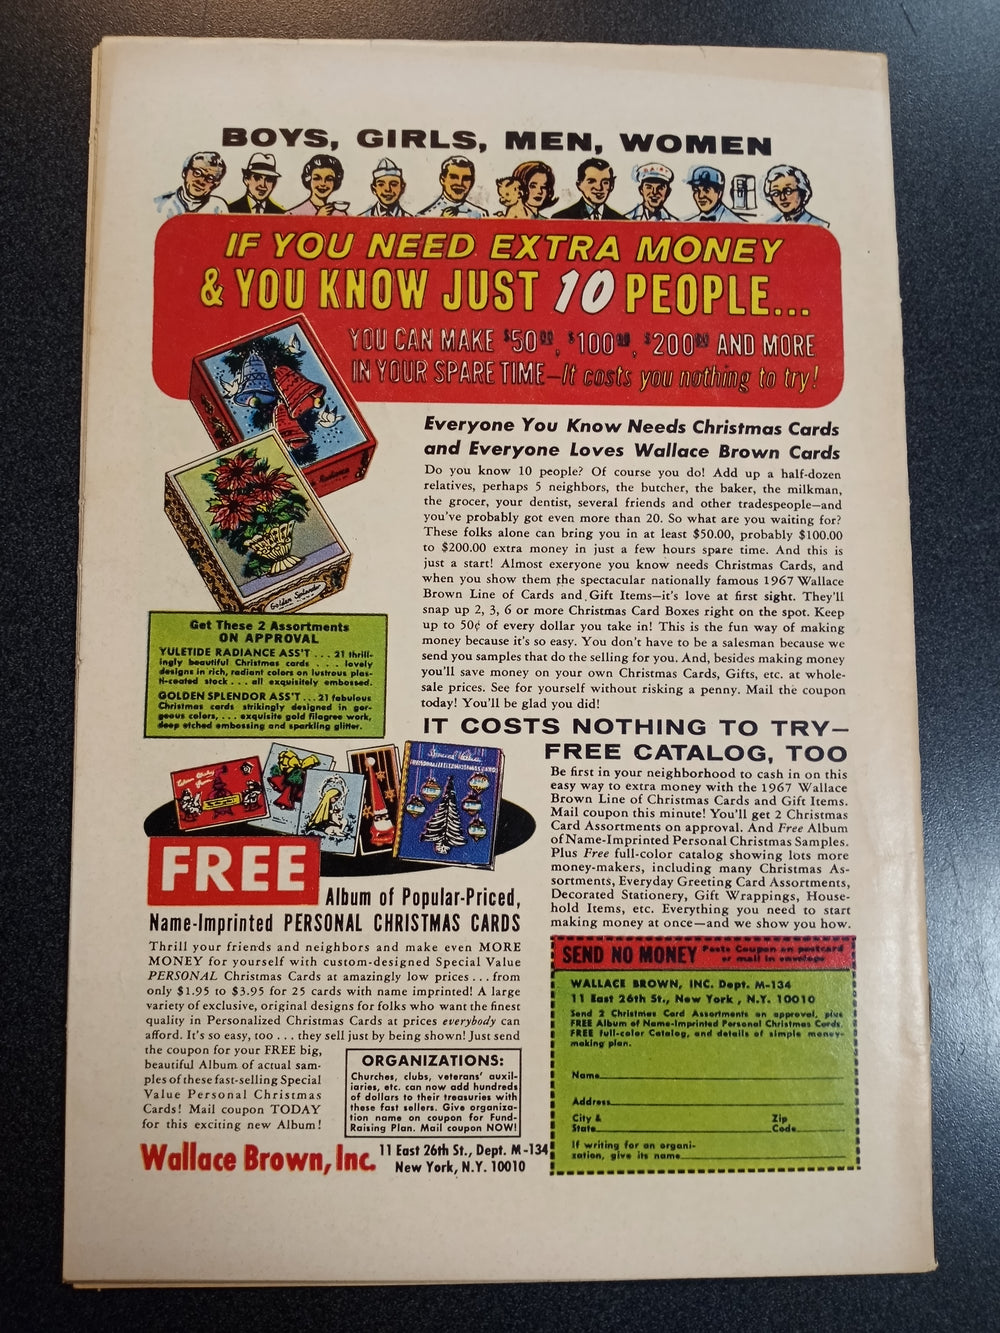 BOYS, GIRLS, MEN, WOMEN
IF YOU NEED EXTRA MONEY
& YOU KNOW JUST 10 PEOPLE...
YOU CAN MAKE $50.00, $100.00, $200.00 AND MORE
IN YOUR SPARE TIME—It costs you nothing to try!
Everyone You Know Needs Christmas Cards
and Everyone Loves Wallace Brown Cards
Do you know 10 people? Of course you do! Add up a half-dozen
relatives, perhaps 5 neighbors, the butcher, the baker, the milkman,
the grocer, your dentist, several friends and other tradespeople—and
you've probably got even more than 20. So what are you waiting for?
These folks alone can bring you in at least $50.00, probably $100.00
to $200.00 extra money in just a few hours spare time. And this is
just a start! Almost exeryone you know needs Christmas Cards, and
when you show them the spectacular nationally famous 1967 Wallace
Brown Line of Cards and Gift Items—it's love at first sight. They'll
snap up 2, 3, 6 or more Christmas Card Boxes right on the spot. Keep
up to 50¢ of every dollar you take in! This is the fun way of making
money because it's so easy. You don't have to be a salesman because we
send you samples that do the selling for you. And, besides making money
you'll save money on your own Christmas Cards, Gifts, etc. at whole-
sale prices. See for yourself without risking a penny. Mail the coupon
today! You'll be glad you did!
Radiance
Golden Splendor
Get These 2 Assortments
ON APPROVAL
YULETIDE RADIANCE ASS'T . . . 21 thrill-
ingly beautiful Christmas cards . . . lovely
designs in rich, radiant colors on lustrous plas-
ti-coated stock . . . all exquisitely embossed.
GOLDEN SPLENDOR ASS'T . . . 21 fabulous
Christmas cards strikingly designed in gor-
geous colors, . . . exquisite gold filagree work,
deep etched embossing and sparkling glitter.
IT COSTS NOTHING TO TRY—
FREE CATALOG, TOO
Be first in your neighborhood to cash in on this
easy way to extra money with the 1967 Wallace
Brown Line of Christmas Cards and Gift Items.
Mail coupon this minute! You'll get 2 Christmas
Card Assortments on approval. And Free Album
of Name-Imprinted Personal Christmas Samples.
Plus Free full-color catalog showing lots more
money-makers, including many Christmas As-
sortments, Everyday Greeting Card Assortments,
Decorated Stationery, Gift Wrappings, House-
hold Items, etc. Everything you need to start
making money at once—and we show you how.
Special Value
PERSONALIZED CHRISTMAS CARDS
FREE
Album of Popular-Priced,
Name-Imprinted PERSONAL CHRISTMAS CARDS
Thrill your friends and neighbors and make even MORE
MONEY for yourself with custom-designed Special Value
PERSONAL Christmas Cards at amazingly low prices . . . from
only $1.95 to $3.95 for 25 cards with name imprinted! A large
variety of exclusive, original designs for folks who want the finest
quality in Personalized Christmas Cards at prices everybody can
afford. It's so easy, too . . . they sell just by being shown! Just send
the coupon for your FREE big,
beautiful Album of actual sam-
ples of these fast-selling Special
Value Personal Christmas
Cards! Mail coupon TODAY
for this exciting new Album!
ORGANIZATIONS:
Churches, clubs, veterans' auxil-
iaries, etc. can now add hundreds
of dollars to their treasuries with
these fast sellers. Give organiza-
tion name on coupon for Fund-
Raising Plan. Mail coupon NOW!
Wallace Brown, Inc. 11 East 26th St., Dept. M-134
New York, N.Y. 10010
SEND NO MONEY Paste Coupon on postcard
or mail in envelope
WALLACE BROWN, INC. Dept. M-134
11 East 26th St., New York , N.Y. 10010
Send 2 Christmas Card Assortments on approval, plus
FREE Album of Name-Imprinted Personal Christmas Cards,
FREE full-color Catalog, and details of simple money-
making plan.
Name
Address
City & Zip
State Code
If writing for an organi-
zation, give its name